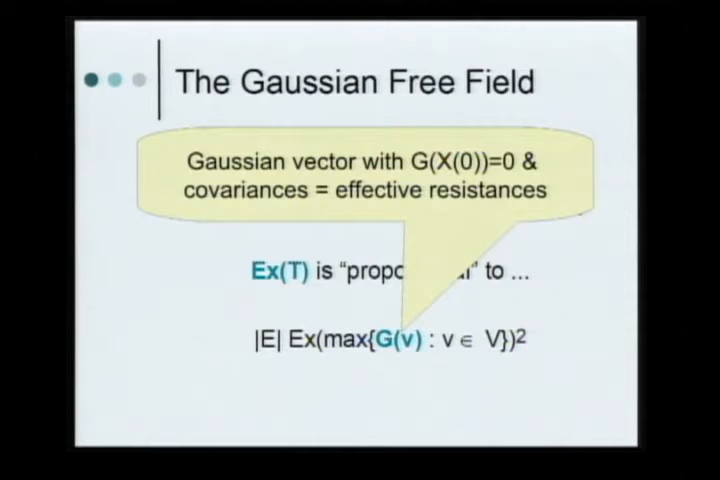 The Gaussian Free Field
Gaussian vector with G(X(0))=0 &
covariances = effective resistances
Ex(T) is “propo to ...
|E| Ex(max{G(v) : v ∈ V})²